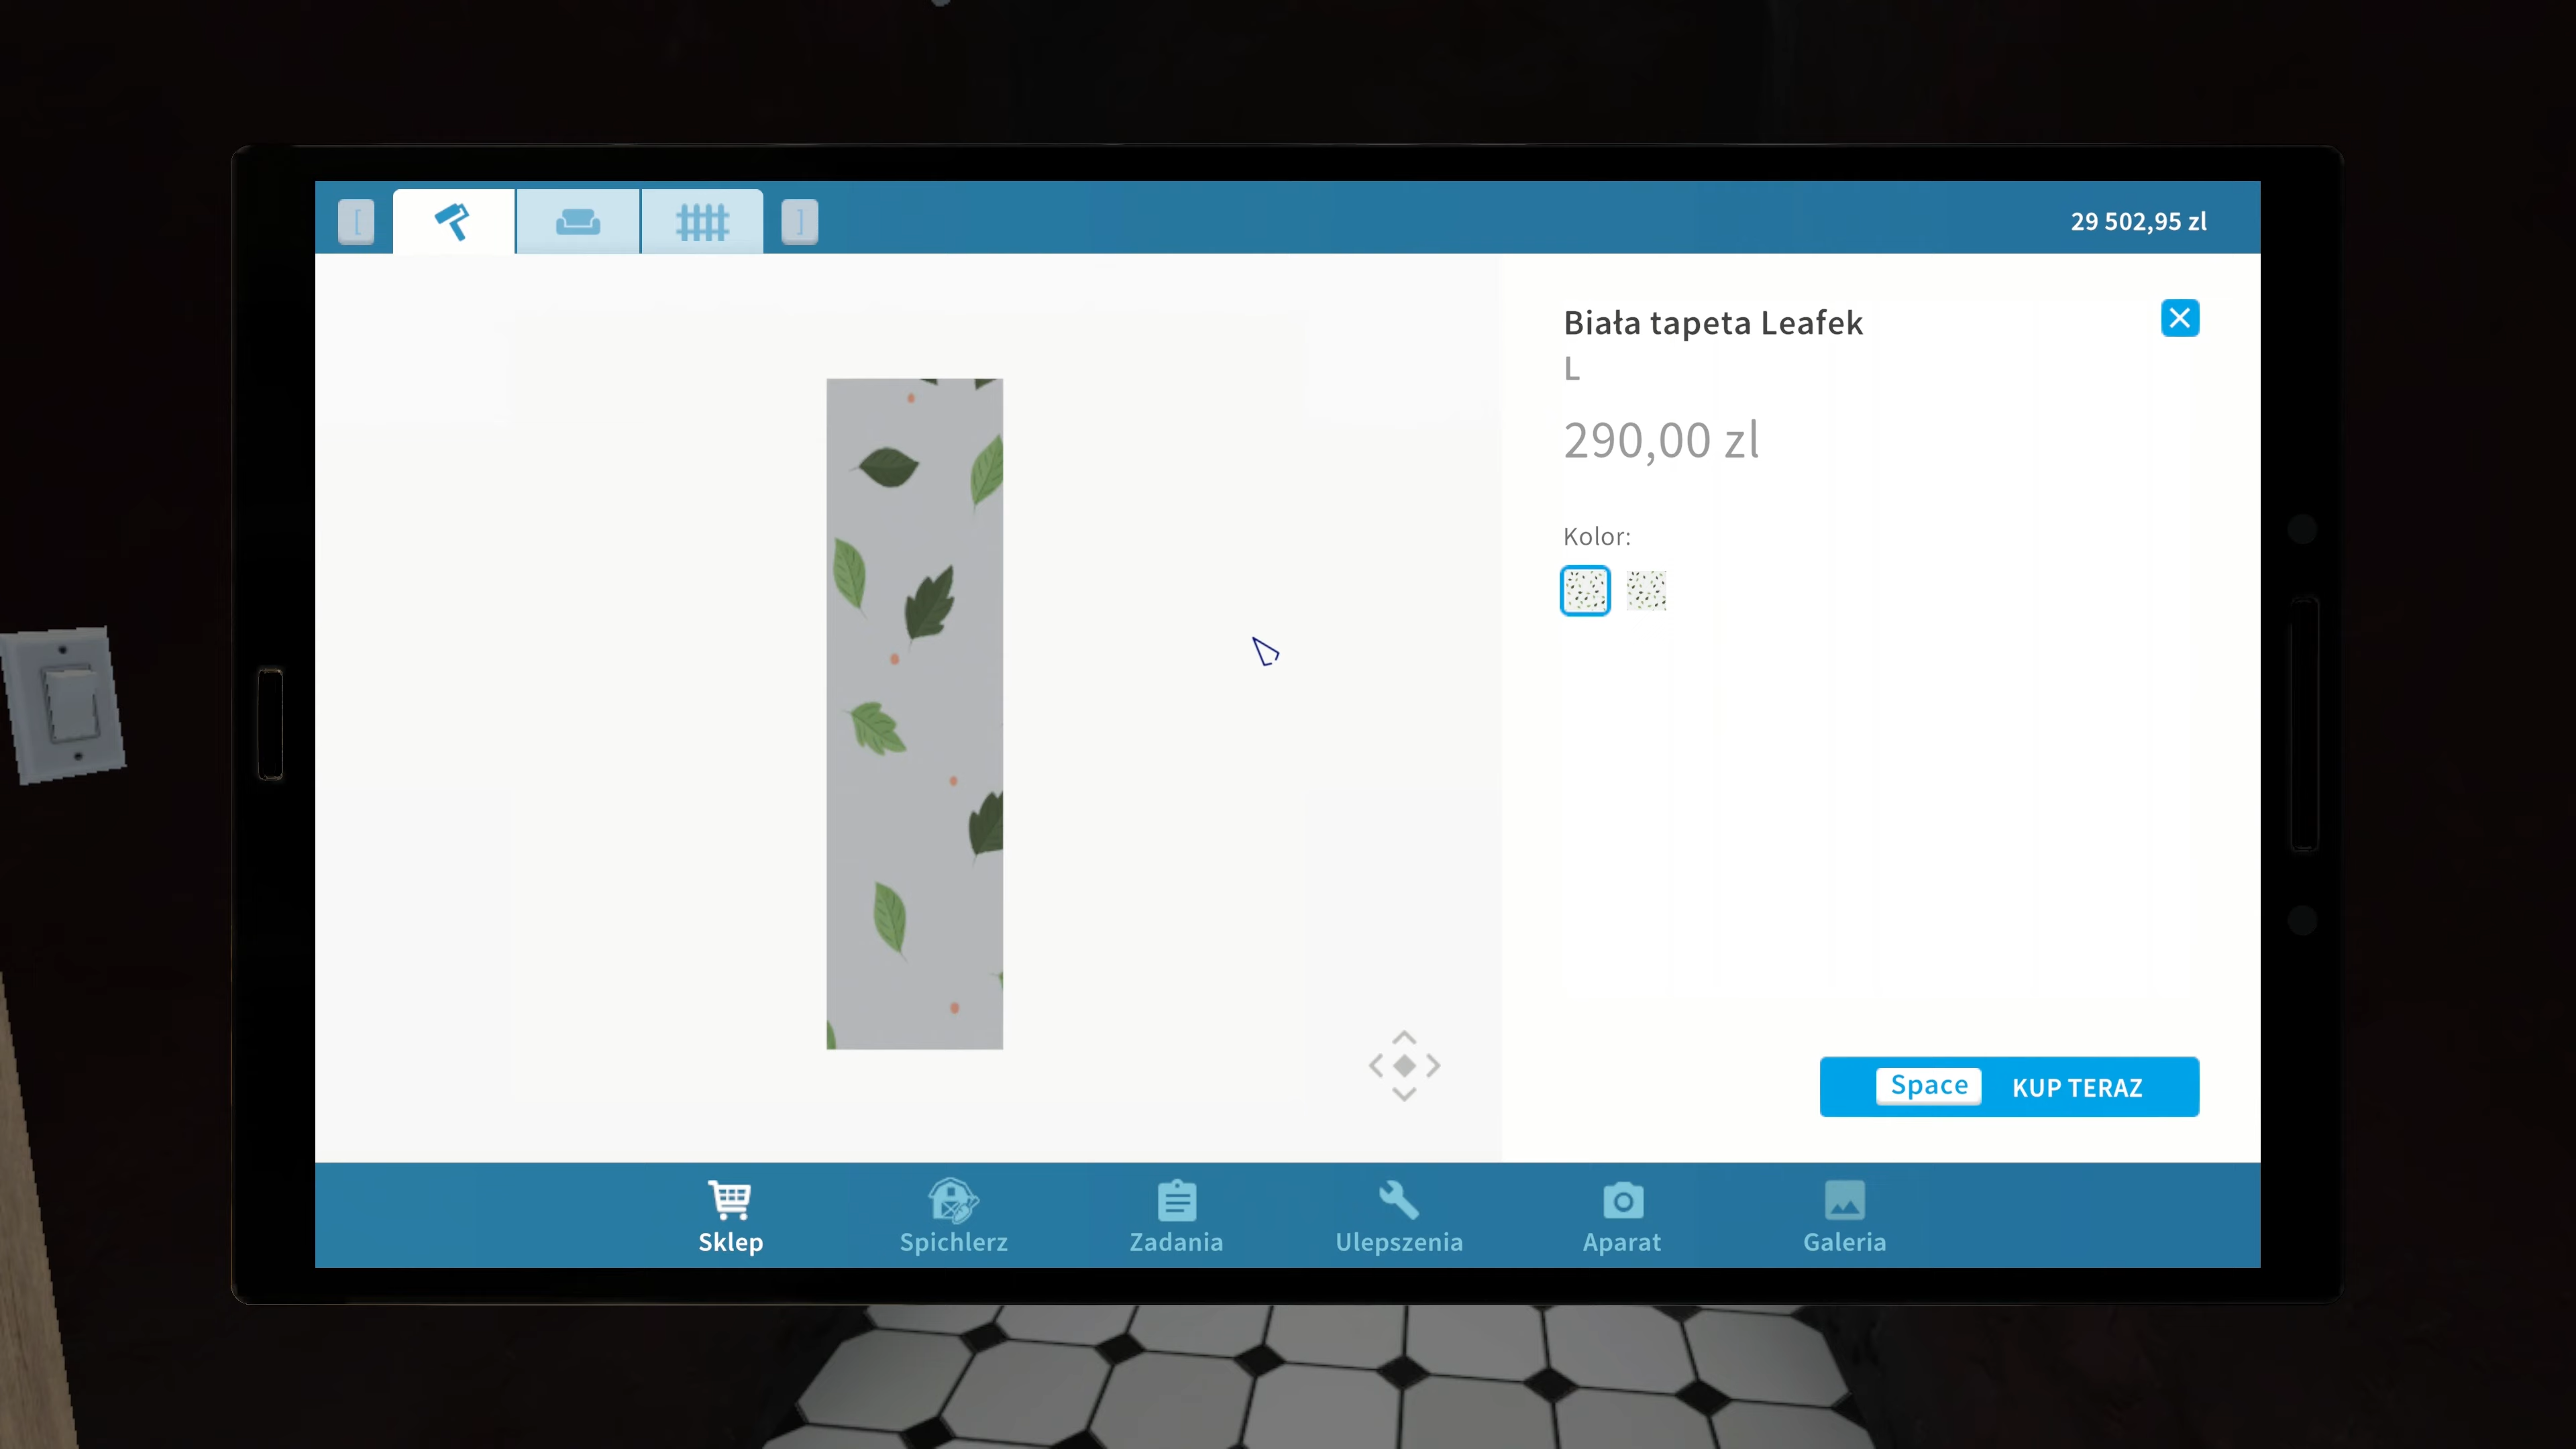 [
]
29 502,95 zl
Biała tapeta Leafek
L
290,00 zl
Kolor:
Space KUP TERAZ
Sklep
Spichlerz
Zadania
Ulepszenia
Aparat
Galeria